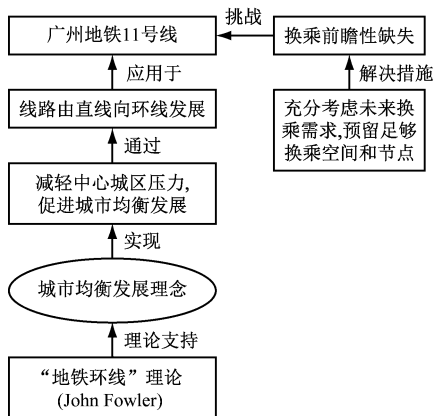 广州地铁11号线
挑战
换乘前瞻性缺失
应用于
解决措施
线路由直线向环线发展
充分考虑未来换
乘需求,预留足够
换乘空间和节点
通过
减轻中心城区压力,
促进城市均衡发展
实现
城市均衡发展理念
理论支持
“地铁环线”理论
(John Fowler)